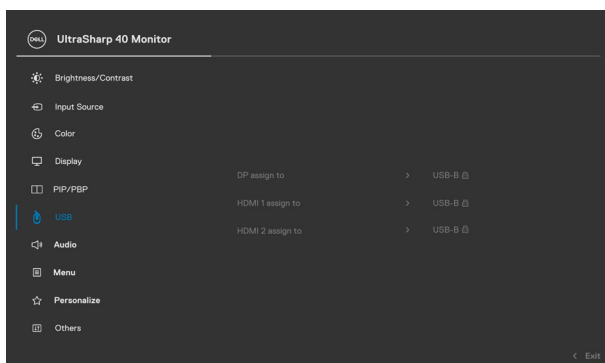 DELL UltraSharp 40 Monitor
Brightness/Contrast
Input Source
Color
Display
DP assign to > USB-B
PIP/PBP
HDMI 1 assign to > USB-B
USB
HDMI 2 assign to > USB-B
Audio
Menu
Personalize
Others
< Exit